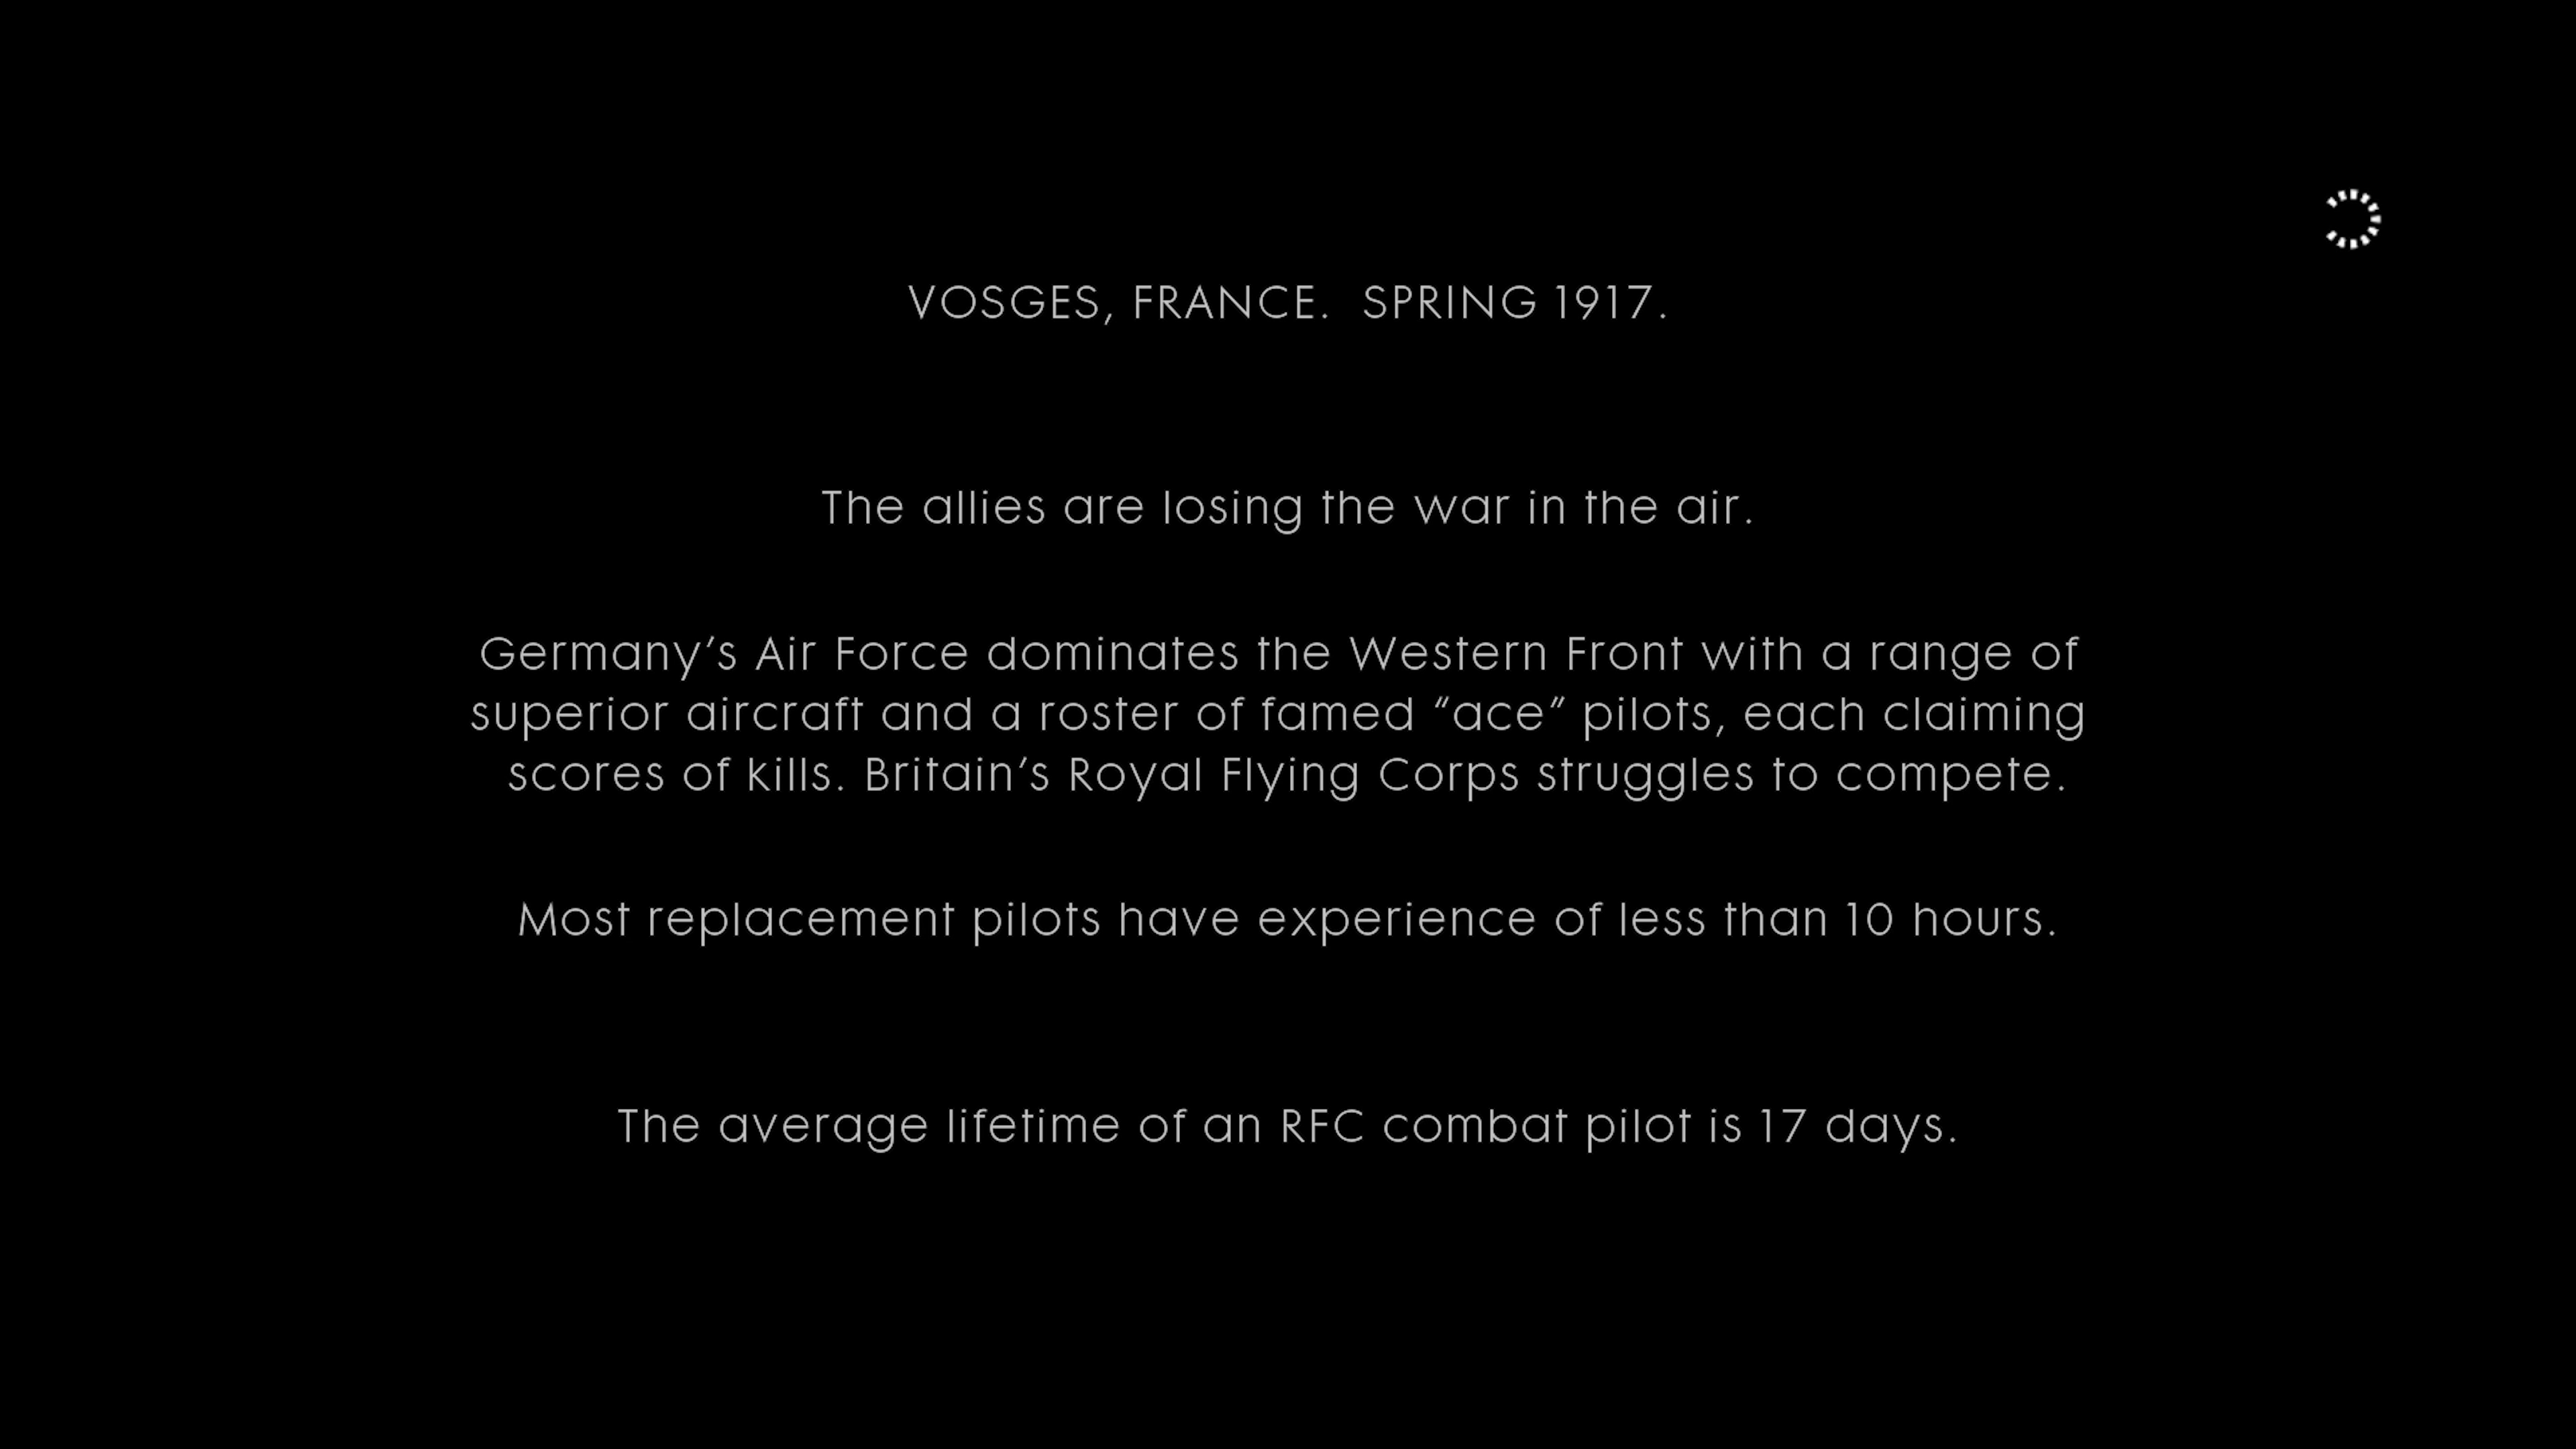 VOSGES, FRANCE.  SPRING 1917.
The allies are losing the war in the air.
Germany’s Air Force dominates the Western Front with a range of
superior aircraft and a roster of famed “ace” pilots, each claiming
scores of kills. Britain’s Royal Flying Corps struggles to compete.
Most replacement pilots have experience of less than 10 hours.
The average lifetime of an RFC combat pilot is 17 days.